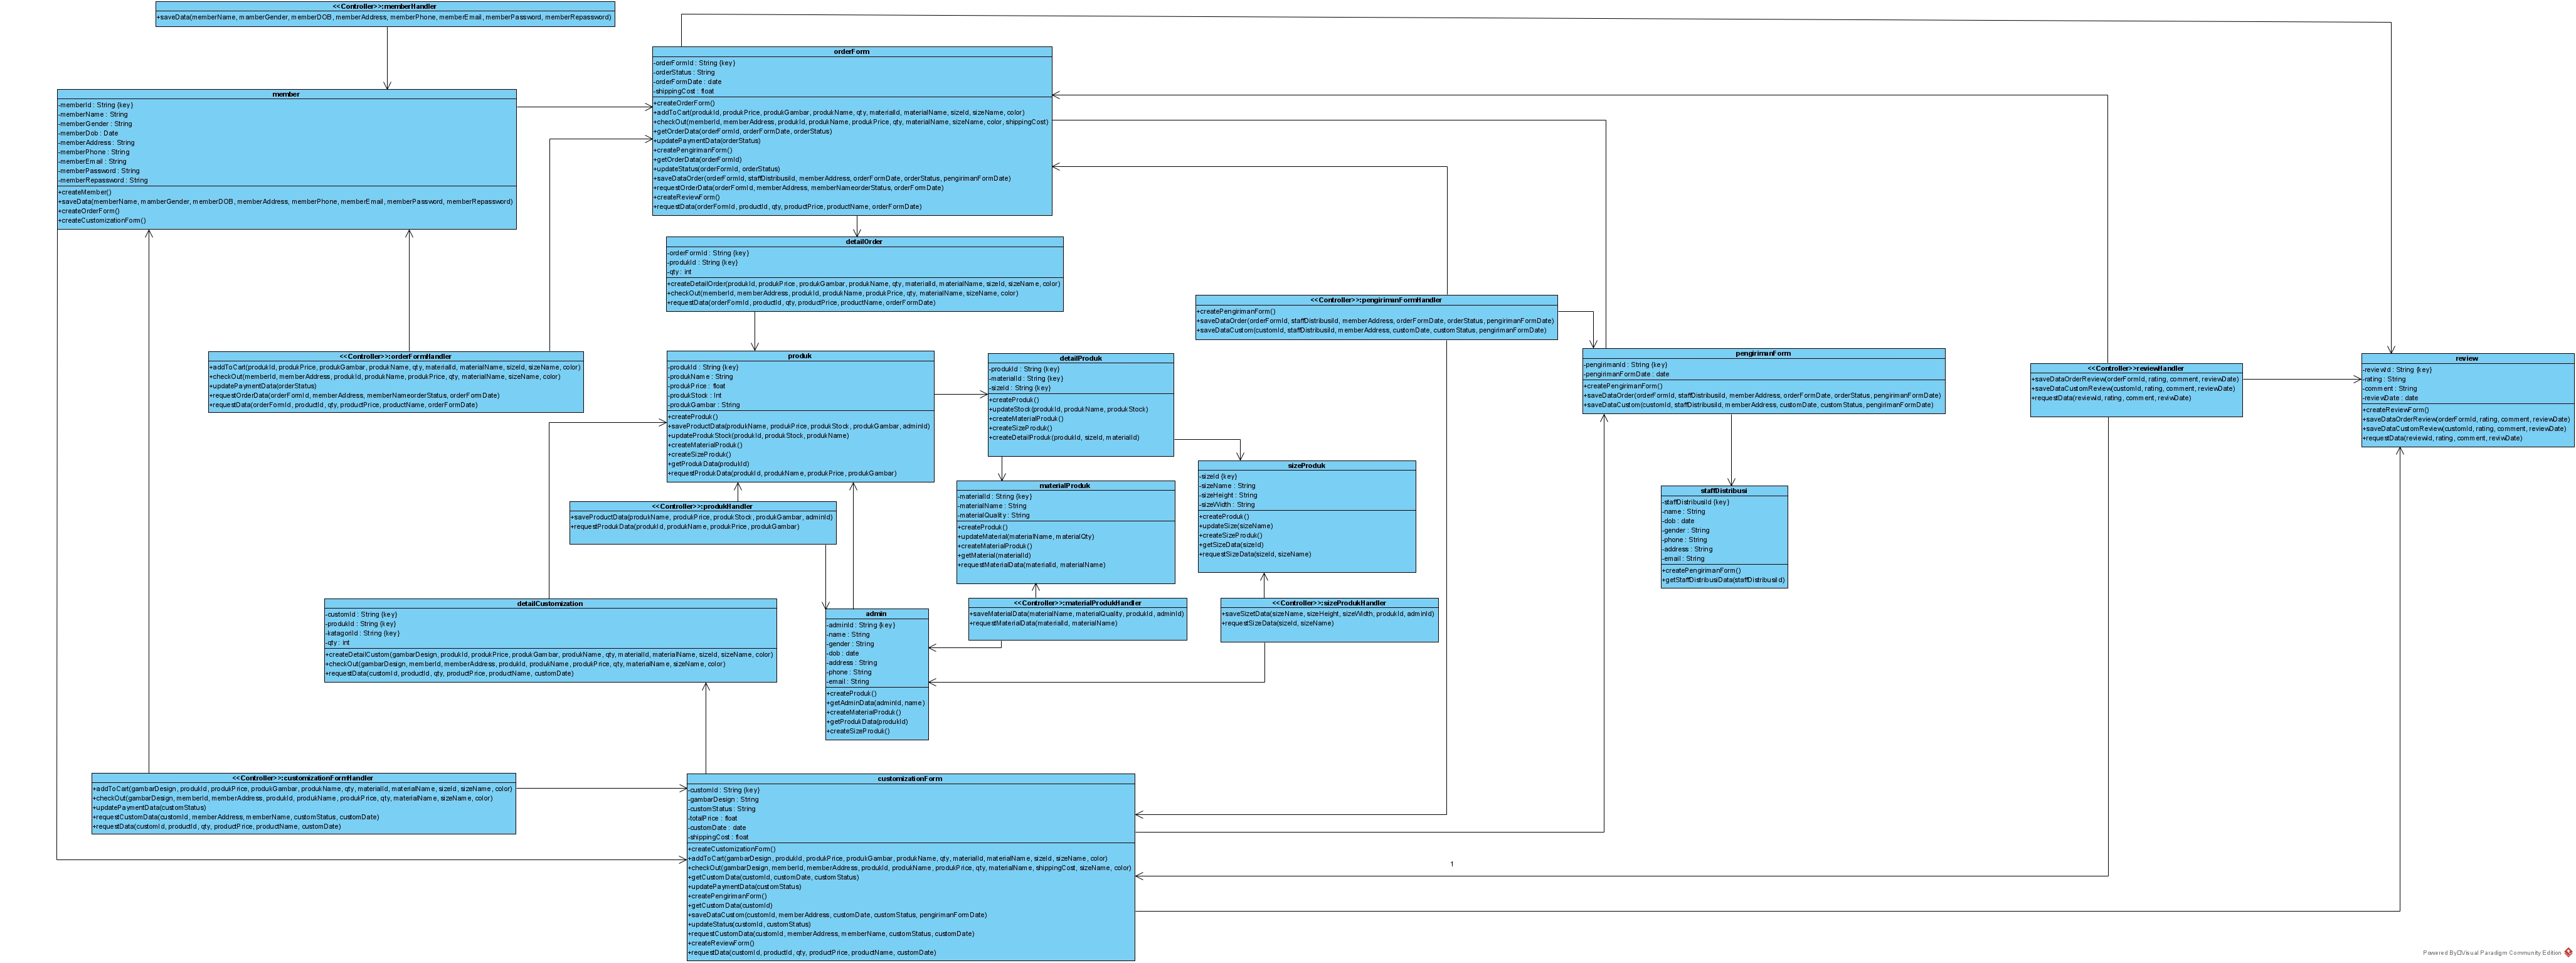 <<Controller>>:memberHandler
+saveData(memberName, mamberGender, memberDOB, memberAddress, memberPhone, memberEmail, memberPassword, memberRepassword)
member
-memberId : String {key}
-memberName : String
-memberGender : String
-memberDob : Date
-memberAddress : String
-memberPhone : String
-memberEmail : String
-memberPassword : String
-memberRepassword : String
+createMember()
+saveData(memberName, mamberGender, memberDOB, memberAddress, memberPhone, memberEmail, memberPassword, memberRepassword)
+createOrderForm()
+createCustomizationForm()
orderForm
-orderFormId : String {key}
-orderStatus : String
-orderFormDate : date
-shippingCost : float
+createOrderForm()
+addToCart(produkId, produkPrice, produkGambar, produkName, qty, materialId, materialName, sizeId, sizeName, color)
+checkOut(memberId, memberAddress, produkId, produkName, produkPrice, qty, materialName, sizeName, color, shippingCost)
+getOrderData(orderFormId, orderFormDate, orderStatus)
+updatePaymentData(orderStatus)
+createPengirimanForm()
+getOrderData(orderFormId)
+updateStatus(orderFormId, orderStatus)
+saveDataOrder(orderFormId, staffDistribusiId, memberAddress, orderFormDate, orderStatus, pengirimanFormDate)
+requestOrderData(orderFormId, memberAddress, memberNameorderStatus, orderFormDate)
+createReviewForm()
+requestData(orderFormId, productId, qty, productPrice, productName, orderFormDate)
detailOrder
-orderFormId : String {key}
-produkId : String {key}
-qty : int
+createDetailOrder(produkId, produkPrice, produkGambar, produkName, qty, materialId, materialName, sizeId, sizeName, color)
+checkOut(memberId, memberAddress, produkId, produkName, produkPrice, qty, materialName, sizeName, color)
+requestData(orderFormId, productId, qty, productPrice, productName, orderFormDate)
<<Controller>>:pengirimanFormHandler
+createPengirimanForm()
+saveDataOrder(orderFormId, staffDistribusiId, memberAddress, orderFormDate, orderStatus, pengirimanFormDate)
+saveDataCustom(customId, staffDistribusiId, memberAddress, customDate, customStatus, pengirimanFormDate)
<<Controller>>:orderFormHandler
+addToCart(produkId, produkPrice, produkGambar, produkName, qty, materialId, materialName, sizeId, sizeName, color)
+checkOut(memberId, memberAddress, produkId, produkName, produkPrice, qty, materialName, sizeName, color)
+updatePaymentData(orderStatus)
+requestOrderData(orderFormId, memberAddress, memberNameorderStatus, orderFormDate)
+requestData(orderFormId, productId, qty, productPrice, productName, orderFormDate)
produk
-produkId : String {key}
-produkName : String
-produkPrice : float
-produkStock : Int
-produkGambar : String
+createProduk()
+saveProductData(produkName, produkPrice, produkStock, produkGambar, adminId)
+updateProdukStock(produkId, produkStock, produkName)
+createMaterialProduk()
+createSizeProduk()
+getProdukData(produkId)
+requestProdukData(produkId, produkName, produkPrice, produkGambar)
detailProduk
-produkId : String {key}
-materialId : String {key}
-sizeId : String {key}
+createProduk()
+updateStock(produkId, produkName, produkStock)
+createMaterialProduk()
+createSizeProduk()
+createDetailProduk(produkId, sizeId, materialId)
pengirimanForm
-pengirimanId : String {key}
-pengirimanFormDate : date
+createPengirimanForm()
+saveDataOrder(orderFormId, staffDistribusiId, memberAddress, orderFormDate, orderStatus, pengirimanFormDate)
+saveDataCustom(customId, staffDistribusiId, memberAddress, customDate, customStatus, pengirimanFormDate)
<<Controller>>reviewHandler
+saveDataOrderReview(orderFormId, rating, comment, reviewDate)
+saveDataCustomReview(customId, rating, comment, reviewDate)
+requestData(reviewId, rating, comment, reviwDate)
review
-reviewId : String {key}
-rating : String
-comment : String
-reviewDate : date
+createReviewForm()
+saveDataOrderReview(orderFormId, rating, comment, reviewDate)
+saveDataCustomReview(customId, rating, comment, reviewDate)
+requestData(reviewId, rating, comment, reviwDate)
sizeProduk
-sizeId {key}
-sizeName : String
-sizeHeight : String
-sizeWidth : String
+createProduk()
+updateSize(sizeName)
+createSizeProduk()
+getSizeData(sizeId)
+requestSizeData(sizeId, sizeName)
materialProduk
-materialId : String {key}
-materialName : String
-materialQuality : String
+createProduk()
+updateMaterial(materialName, materialQty)
+createMaterialProduk()
+getMaterial(materialId)
+requestMaterialData(materialId, materialName)
staffDistribusi
-staffDistribusiId {key}
-name : String
-dob : date
-gender : String
-phone : String
-address : String
-email : String
+createPengirimanForm()
+getStaffDistribusiData(staffDistribusiId)
<<Controller>>:produkHandler
+saveProductData(produkName, produkPrice, produkStock, produkGambar, adminId)
+requestProdukData(produkId, produkName, produkPrice, produkGambar)
detailCustomization
-customId : String {key}
-produkId : String {key}
-katagoriId : String {key}
-qty : int
+createDetailCustom(gambarDesign, produkId, produkPrice, produkGambar, produkName, qty, materialId, materialName, sizeId, sizeName, color)
+checkOut(gambarDesign, memberId, memberAddress, produkId, produkName, produkPrice, qty, materialName, sizeName, color)
+requestData(customId, productId, qty, productPrice, productName, customDate)
admin
-adminId : String {key}
-name : String
-gender : String
-dob : date
-address : String
-phone : String
-email : String
+createProduk()
+getAdminData(adminId, name)
+createMaterialProduk()
+getProdukData(produkId)
+createSizeProduk()
<<Controller>>:materialProdukHandler
+saveMaterialData(materialName, materialQuality, produkId, adminId)
+requestMaterialData(materialId, materialName)
<<Controller>>:sizeProdukHandler
+saveSizetData(sizeName, sizeHeight, sizeWidth, produkId, adminId)
+requestSizeData(sizeId, sizeName)
<<Controller>>:customizationFormHandler
+addToCart(gambarDesign, produkId, produkPrice, produkGambar, produkName, qty, materialId, materialName, sizeId, sizeName, color)
+checkOut(gambarDesign, memberId, memberAddress, produkId, produkName, produkPrice, qty, materialName, sizeName, color)
+updatePaymentData(customStatus)
+requestCustomData(customId, memberAddress, memberName, customStatus, customDate)
+requestData(customId, productId, qty, productPrice, productName, customDate)
customizationForm
-customId : String {key}
-gambarDesign : String
-customStatus : String
-totalPrice : float
-customDate : date
-shippingCost : float
+createCustomizationForm()
+addToCart(gambarDesign, produkId, produkPrice, produkGambar, produkName, qty, materialId, materialName, sizeId, sizeName, color)
+checkOut(gambarDesign, memberId, memberAddress, produkId, produkName, produkPrice, qty, materialName, shippingCost, sizeName, color)
+getCustomData(customId, customDate, customStatus)
+updatePaymentData(customStatus)
+createPengirimanForm()
+getCustomData(customId)
+saveDataCustom(customId, memberAddress, customDate, customStatus, pengirimanFormDate)
+updateStatus(customId, customStatus)
+requestCustomData(customId, memberAddress, memberName, customStatus, customDate)
+createReviewForm()
+requestData(customId, productId, qty, productPrice, productName, customDate)
1
Powered By Visual Paradigm Community Edition